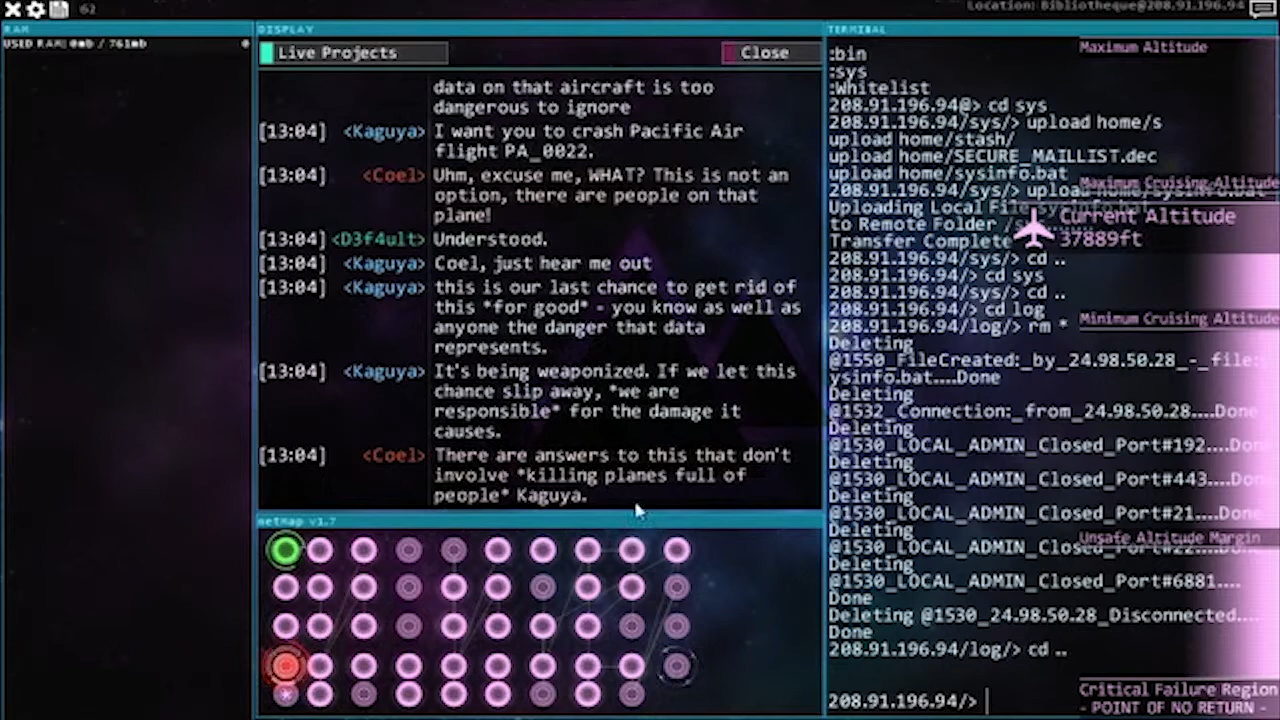 62
Location: Bibliotheque@208.91.196.94
RAM
USED RAM: 0mb / 761mb
0
DISPLAY
Live Projects
Close
data on that aircraft is too
dangerous to ignore
[13:04] <Kaguya> I want you to crash Pacific Air
flight PA_0022.
[13:04] <Coel> Uhm, excuse me, WHAT? This is not an
option, there are people on that
plane!
[13:04] <D3f4ult> Understood.
[13:04] <Kaguya> Coel, just hear me out
[13:04] <Kaguya> this is our last chance to get rid of
this *for good* - you know as well as
anyone the danger that data
represents.
[13:04] <Kaguya> It's being weaponized. If we let this
chance slip away, *we are
responsible* for the damage it
causes.
[13:04] <Coel> There are answers to this that don't
involve *killing planes full of
people* Kaguya.
netMap v1.7
TERMINAL
:bin
:sys
:Whitelist
208.91.196.94@> cd sys
208.91.196.94/sys/> upload home/s
upload home/stash/
upload home/SECURE_MAILLIST.dec
upload home/sysinfo.bat
208.91.196.94/sys/> upload home/sysinfo.bat
Uploading Local File sysinfo.bat
to Remote Folder /sys
Transfer Complete
208.91.196.94/sys/> cd ..
208.91.196.94/> cd sys
208.91.196.94/sys/> cd ..
208.91.196.94/> cd log
208.91.196.94/log/> rm *
Deleting
@1550_FileCreated:_by_24.98.50.28_-_file:
ysinfo.bat....Done
Deleting
@1532_Connection:_from_24.98.50.28....Done
Deleting
@1530_LOCAL_ADMIN_Closed_Port#192....Done
Deleting
@1530_LOCAL_ADMIN_Closed_Port#443....Done
Deleting
@1530_LOCAL_ADMIN_Closed_Port#21....Done
Deleting
@1530_LOCAL_ADMIN_Closed_Port#22....Done
Deleting
@1530_LOCAL_ADMIN_Closed_Port#6881....
Done
Deleting @1530_24.98.50.28_Disconnected....
Done
208.91.196.94/log/> cd ..
208.91.196.94/>
Maximum Altitude
Maximum Cruising Altitude
Current Altitude
37889ft
Minimum Cruising Altitude
Unsafe Altitude Margin
Critical Failure Region
- POINT OF NO RETURN -